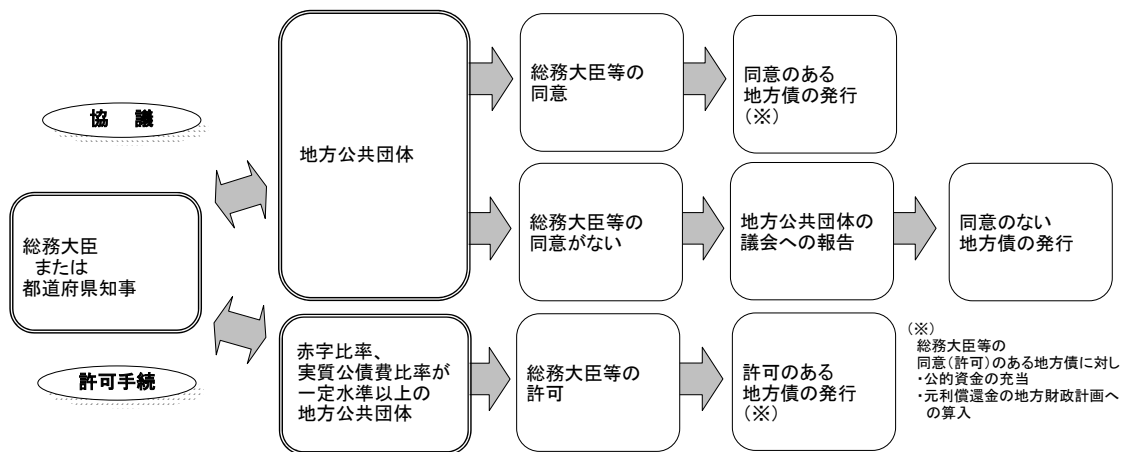 協　議
総務大臣
または
都道府県知事
許可手続
地方公共団体
総務大臣等の
同意
同意のある
地方債の発行
（※）
総務大臣等の
同意がない
地方公共団体の
議会への報告
同意のない
地方債の発行
赤字比率、
実質公債費比率が
一定水準以上の
地方公共団体
総務大臣等の
許可
許可のある
地方債の発行
（※）
（※）
総務大臣等の
同意（許可）のある地方債に対し
・公的資金の充当
・元利償還金の地方財政計画へ
の算入